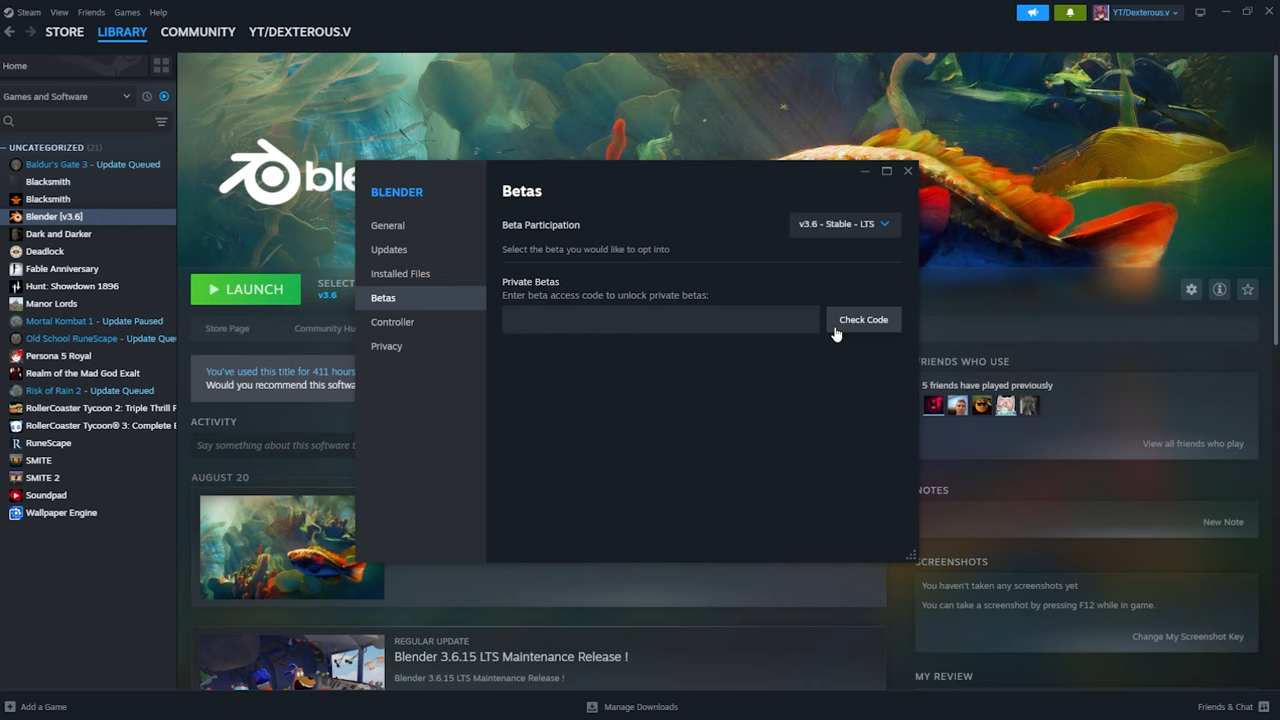 Steam View Friends Games Help
YT/Dexterous.v
STORE LIBRARY COMMUNITY YT/DEXTEROUS.V
Home
Games and Software
UNCATEGORIZED (21)
Baldur's Gate 3 - Update Queued
Blacksmith
Blacksmith
Blender [v3.6]
Dark and Darker
Deadlock
Fable Anniversary
Hunt: Showdown 1896
Manor Lords
Mortal Kombat 1 - Update Paused
Old School RuneScape - Update Que
Persona 5 Royal
Realm of the Mad God Exalt
Risk of Rain 2 - Update Queued
RollerCoaster Tycoon 2: Triple Thrill F
RollerCoaster Tycoon® 3: Complete E
RuneScape
SMITE
SMITE 2
Soundpad
Wallpaper Engine
ble
LAUNCH
SELECT
v3.6
Store Page Community Hu
You've used this title for 411 hours
Would you recommend this softwa
ACTIVITY
Say something about this software t
AUGUST 20
REGULAR UPDATE
Blender 3.6.15 LTS Maintenance Release !
Blender 3.6.15 LTS Maintenance Release !
BLENDER
General
Updates
Installed Files
Betas
Controller
Privacy
Betas
Beta Participation
v3.6 - Stable - LTS
Select the beta you would like to opt into
Private Betas
Enter beta access code to unlock private betas:
Check Code
FRIENDS WHO USE
5 friends have played previously
View all friends who play
NOTES
New Note
SCREENSHOTS
You haven't taken any screenshots yet
You can take a screenshot by pressing F12 while in game.
Change My Screenshot Key
MY REVIEW
Add a Game
Manage Downloads
Friends & Chat